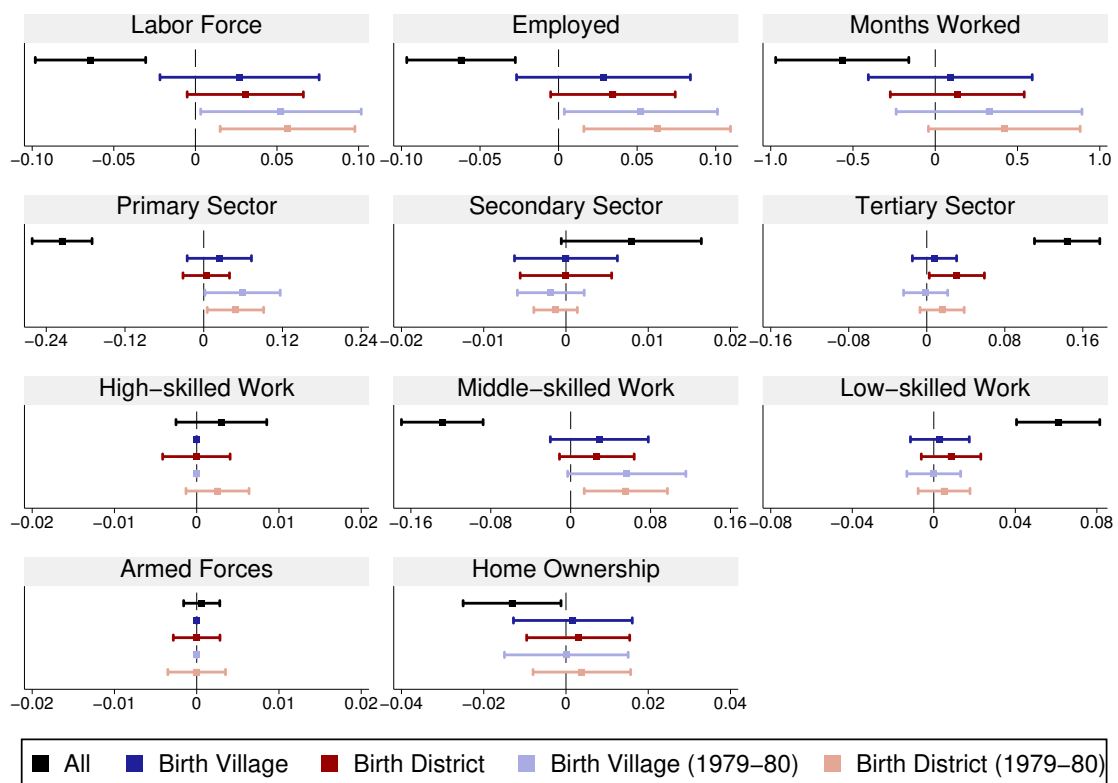 Labor Force Employed Months Worked
−0.10 −0.05 0 0.05 0.10 −0.10 −0.05 0 0.05 0.10 −1.0 −0.5 0 0.5 1.0
Primary Sector Secondary Sector Tertiary Sector
−0.24 −0.12 0 0.12 0.24 −0.02 −0.01 0 0.01 0.02 −0.16 −0.08 0 0.08 0.16
High−skilled Work Middle−skilled Work Low−skilled Work
−0.02 −0.01 0 0.01 0.02 −0.16 −0.08 0 0.08 0.16 −0.08 −0.04 0 0.04 0.08
Armed Forces Home Ownership
−0.02 −0.01 0 0.01 0.02 −0.04 −0.02 0 0.02 0.04
All Birth Village Birth District Birth Village (1979−80) Birth District (1979−80)